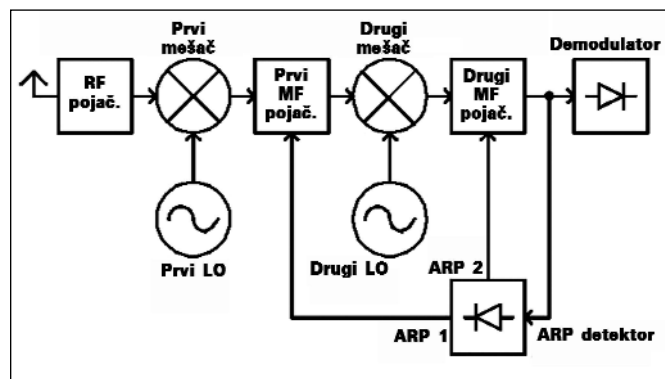 Prvi
mešač
Drugi
mešač
Demodulator
RF
pojač.
Prvi
MF
pojač.
Drugi
MF
pojač.
Prvi LO
Drugi LO
ARP 2
ARP 1
ARP detektor